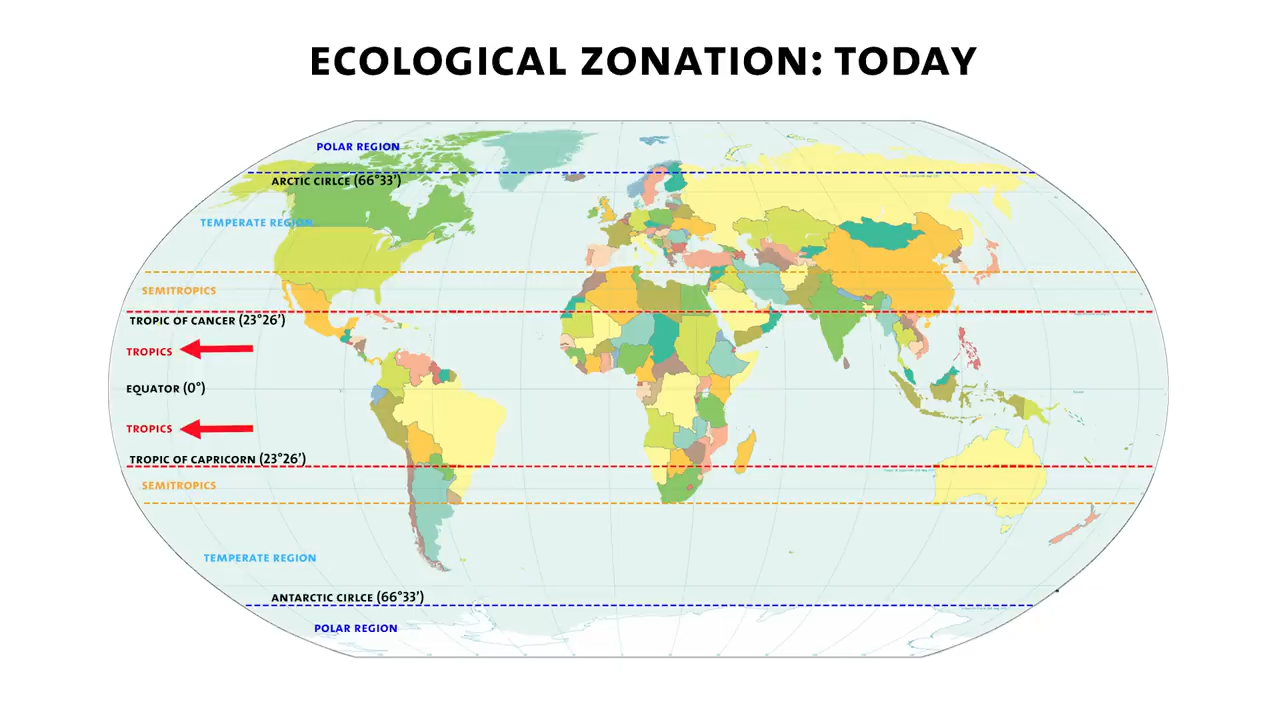 ECOLOGICAL ZONATION: TODAY
POLAR REGION
ARCTIC CIRLCE (66°33’)
TEMPERATE REGION
SEMITROPICS
TROPIC OF CANCER (23°26’)
TROPICS
EQUATOR (0°)
TROPICS
TROPIC OF CAPRICORN (23°26’)
SEMITROPICS
TEMPERATE REGION
ANTARCTIC CIRLCE (66°33’)
POLAR REGION